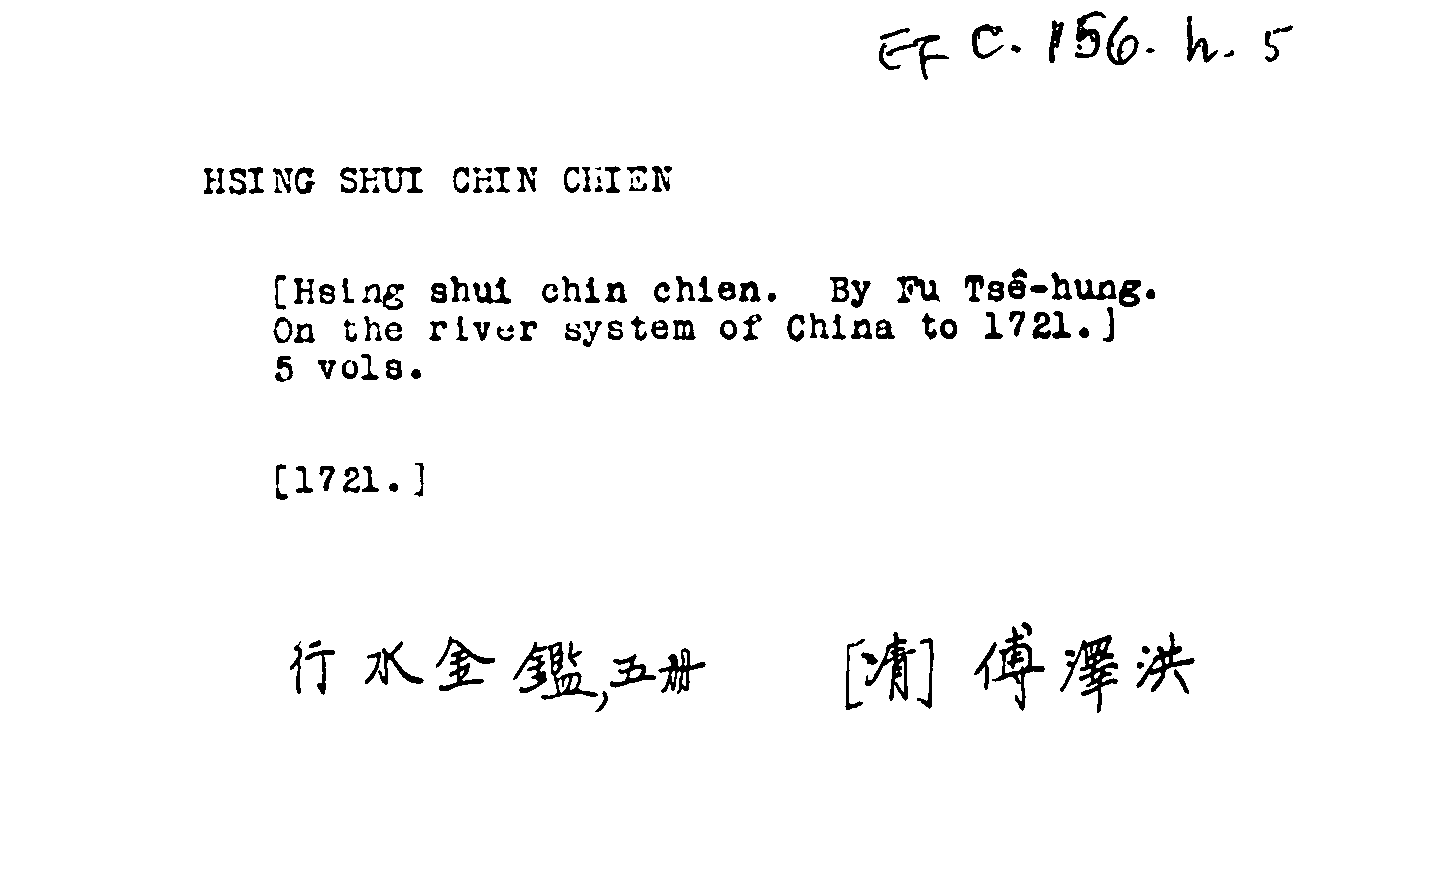 EF C. 156. h. 5
HSING SHUI CHIN CHIEN
[Hsing shui chin chien. By Fu Tsê-hung.
On the river system of China to 1721.]
5 vols.
[1721.]
行水金鑑,五册 [清] 傅澤洪